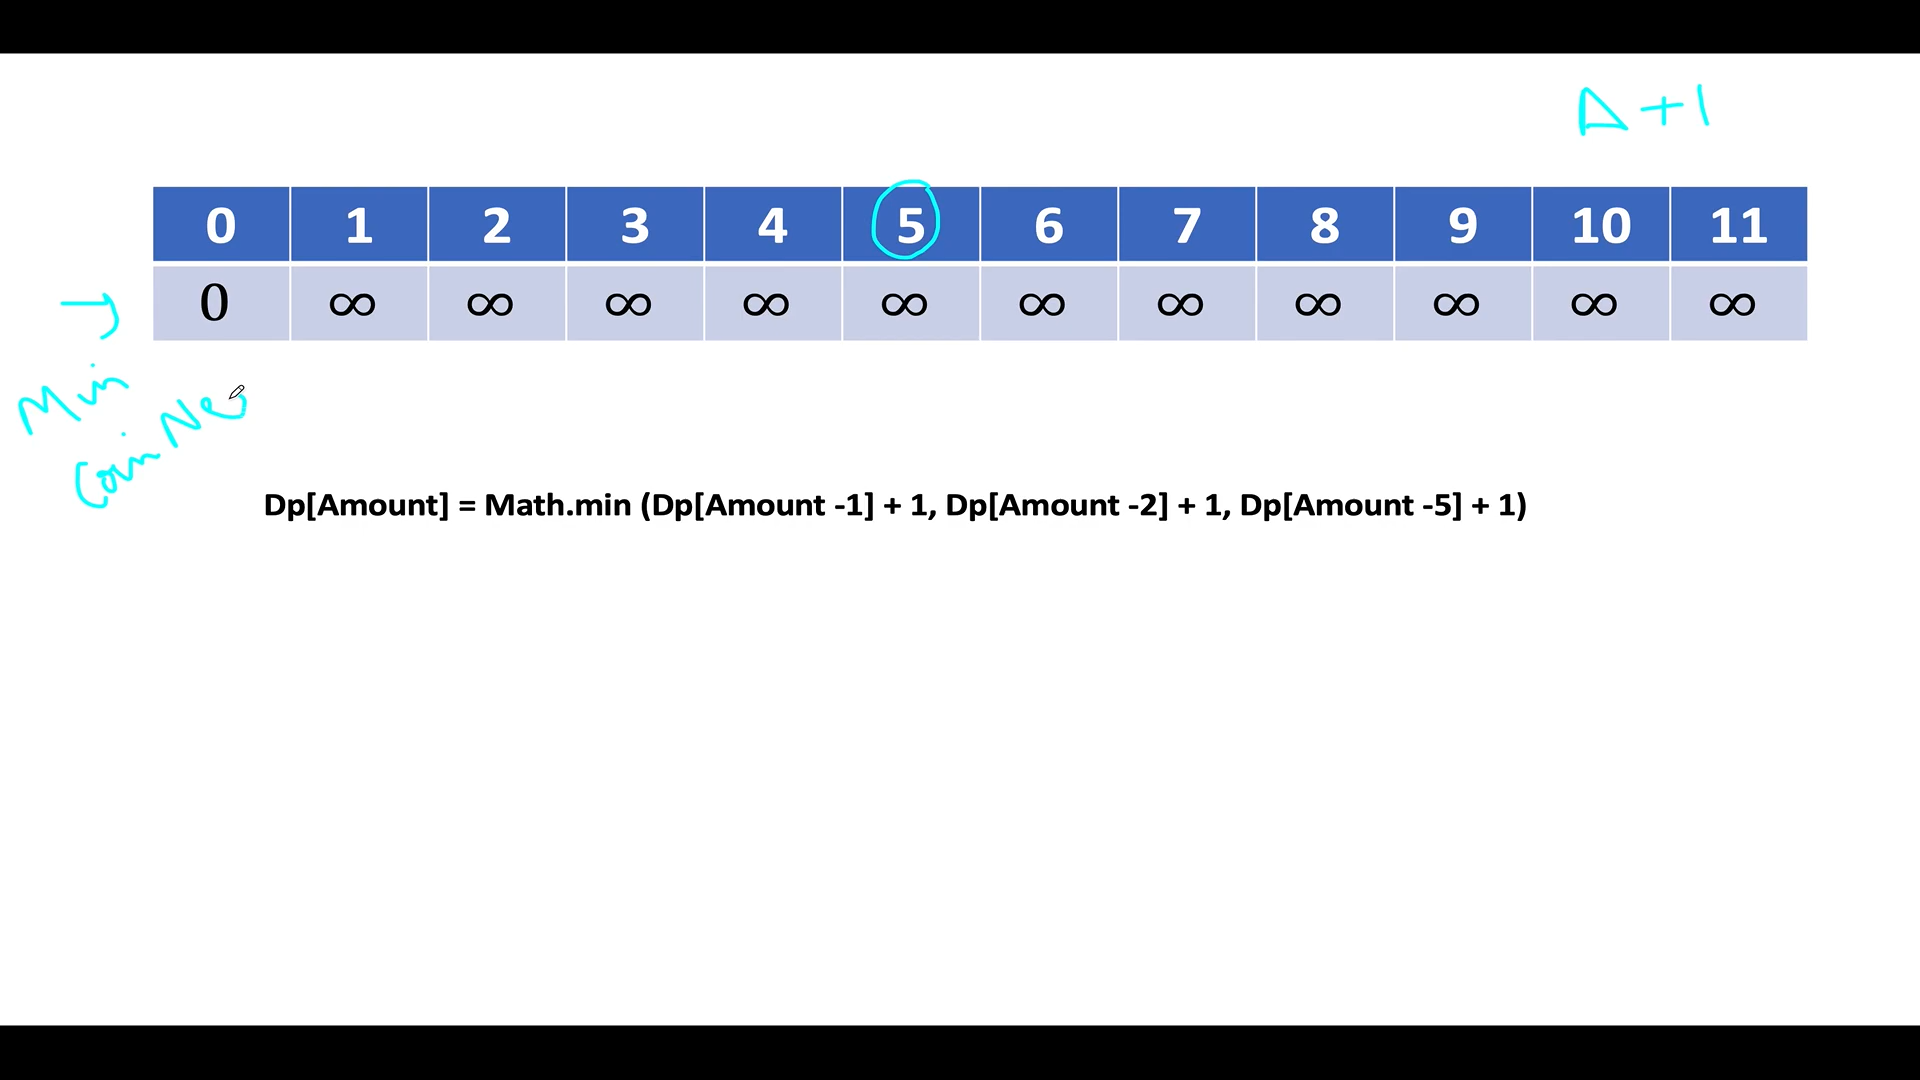 A+1
0 1 2 3 4 5 6 7 8 9 10 11
0 ∞ ∞ ∞ ∞ ∞ ∞ ∞ ∞ ∞ ∞ ∞
Min
Coin Ne
Dp[Amount] = Math.min (Dp[Amount -1] + 1, Dp[Amount -2] + 1, Dp[Amount -5] + 1)